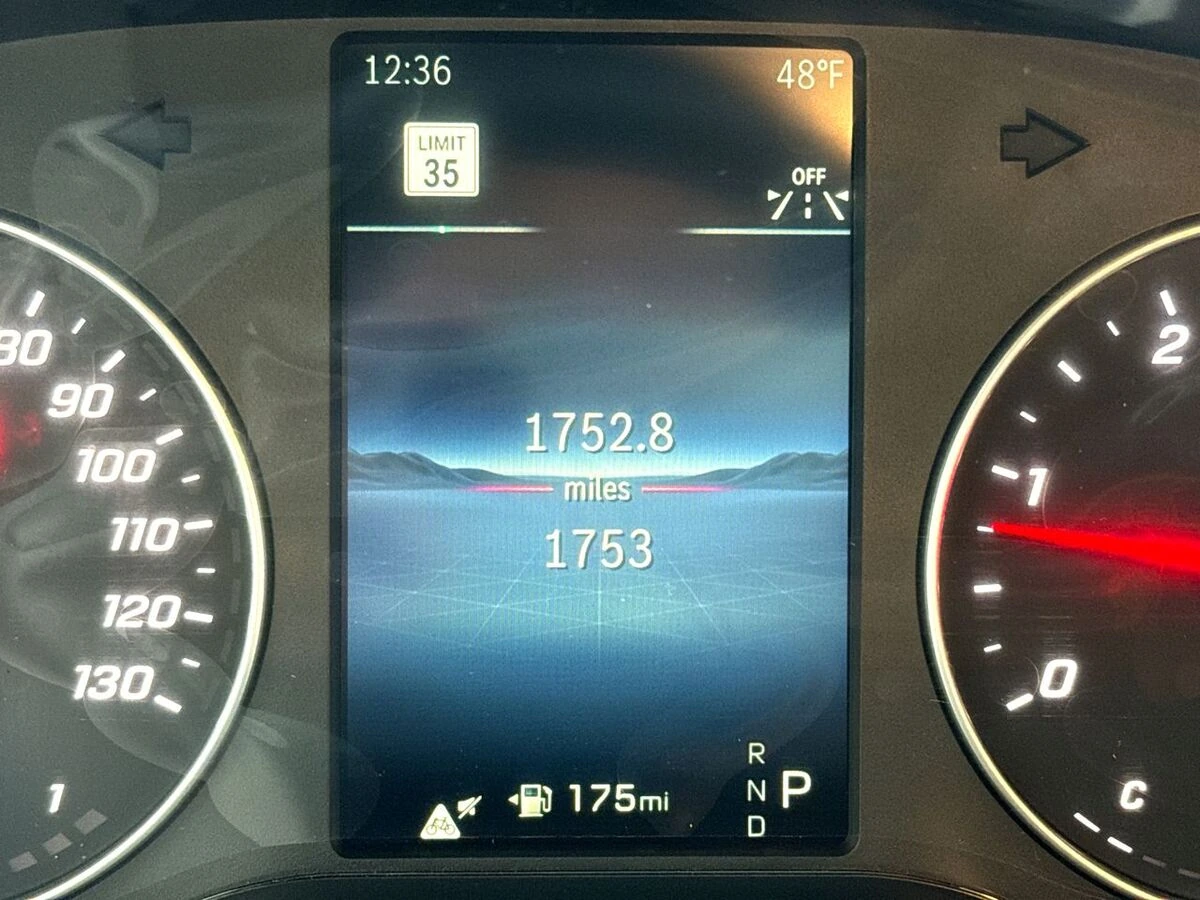 12:36
48°F
LIMIT
35
OFF
1752.8
miles
1753
175mi
R
N
D
P
90
100
110
120
130
1
2
1
0
C